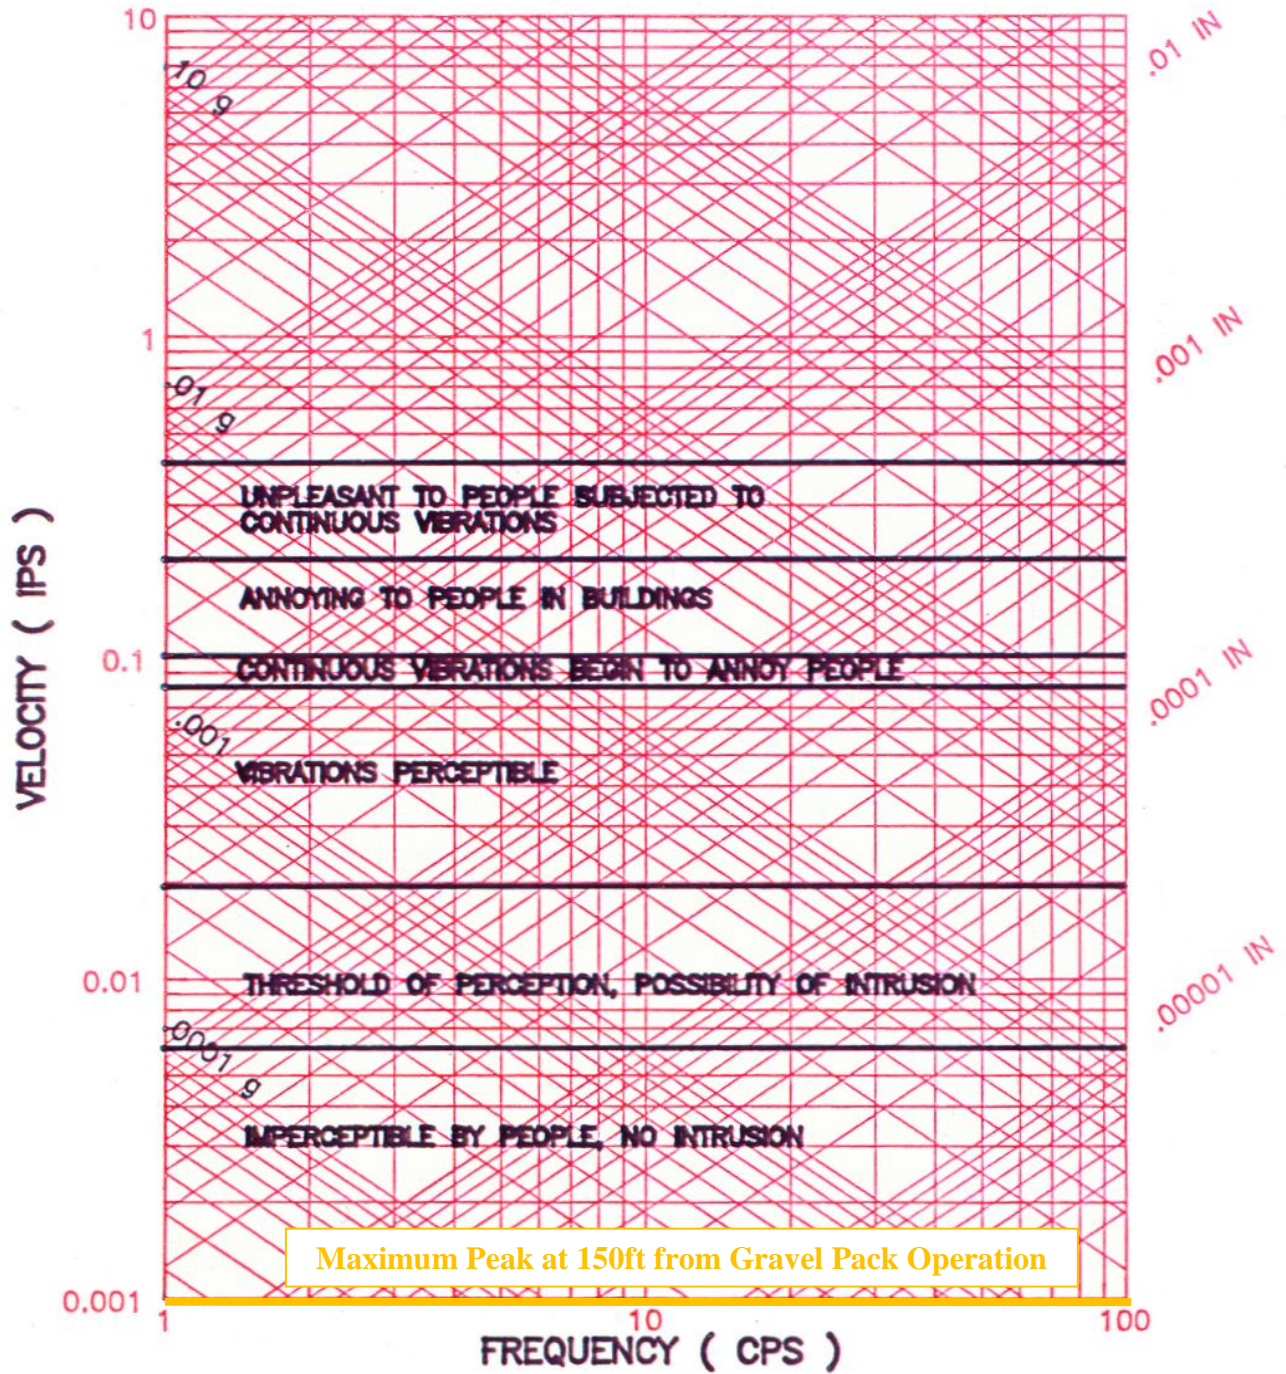 10
.01 IN
.10 g
1
.001 IN
.01 g
UNPLEASANT TO PEOPLE SUBJECTED TO
CONTINUOUS VIBRATIONS
VELOCITY ( IPS )
ANNOYING TO PEOPLE IN BUILDINGS
0.1
CONTINUOUS VIBRATIONS BEGIN TO ANNOY PEOPLE
.0001 IN
.001
VIBRATIONS PERCEPTIBLE
0.01
THRESHOLD OF PERCEPTION, POSSIBILITY OF INTRUSION
.00001 IN
.0001 g
IMPERCEPTIBLE BY PEOPLE, NO INTRUSION
Maximum Peak at 150ft from Gravel Pack Operation
0.001
1
10
100
FREQUENCY ( CPS )